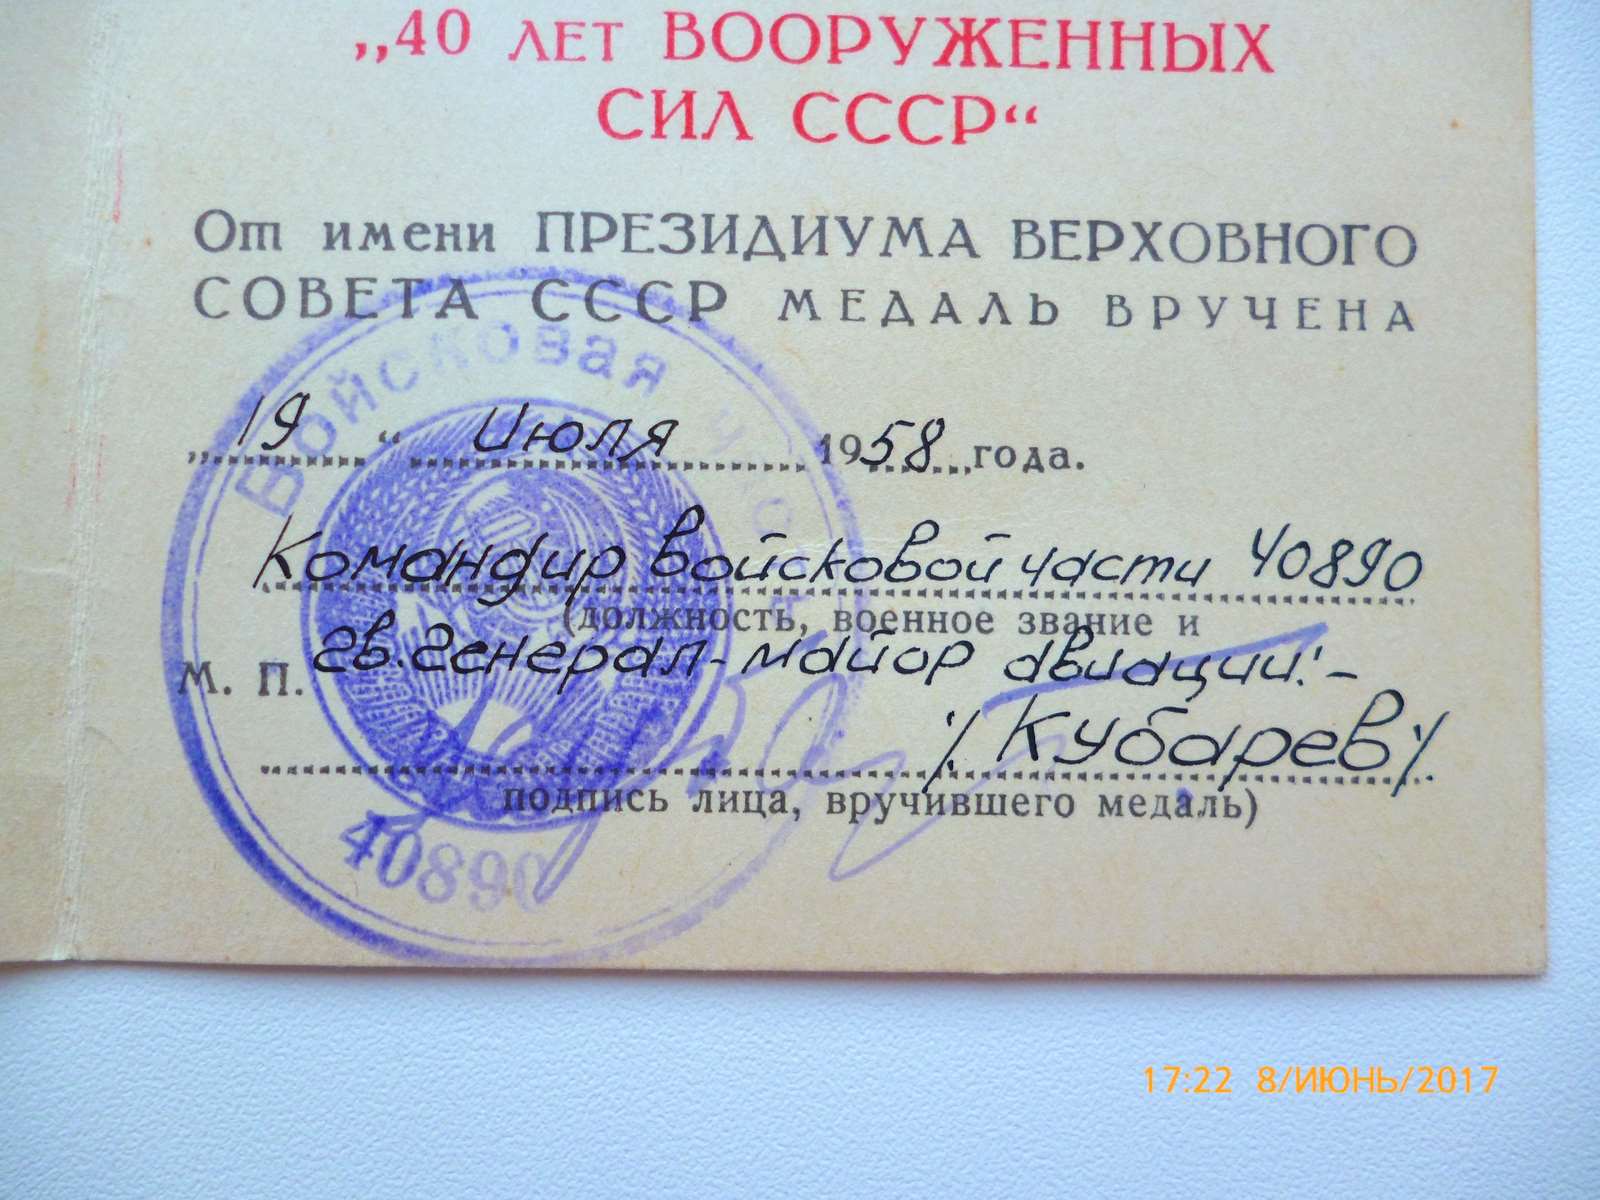 „40 ЛЕТ ВООРУЖЕННЫХ
СИЛ СССР“
От имени ПРЕЗИДИУМА ВЕРХОВНОГО
СОВЕТА СССР МЕДАЛЬ ВРУЧЕНА
„19“ Июля 1958 года.
Войсковая часть
Командир войсковой части 40890
(должность, военное звание и
М. П. гв. генерал-майор авиации: -
/Кубарев/.
подпись лица, вручившего медаль)
40890
17:22 8/ИЮНЬ/2017